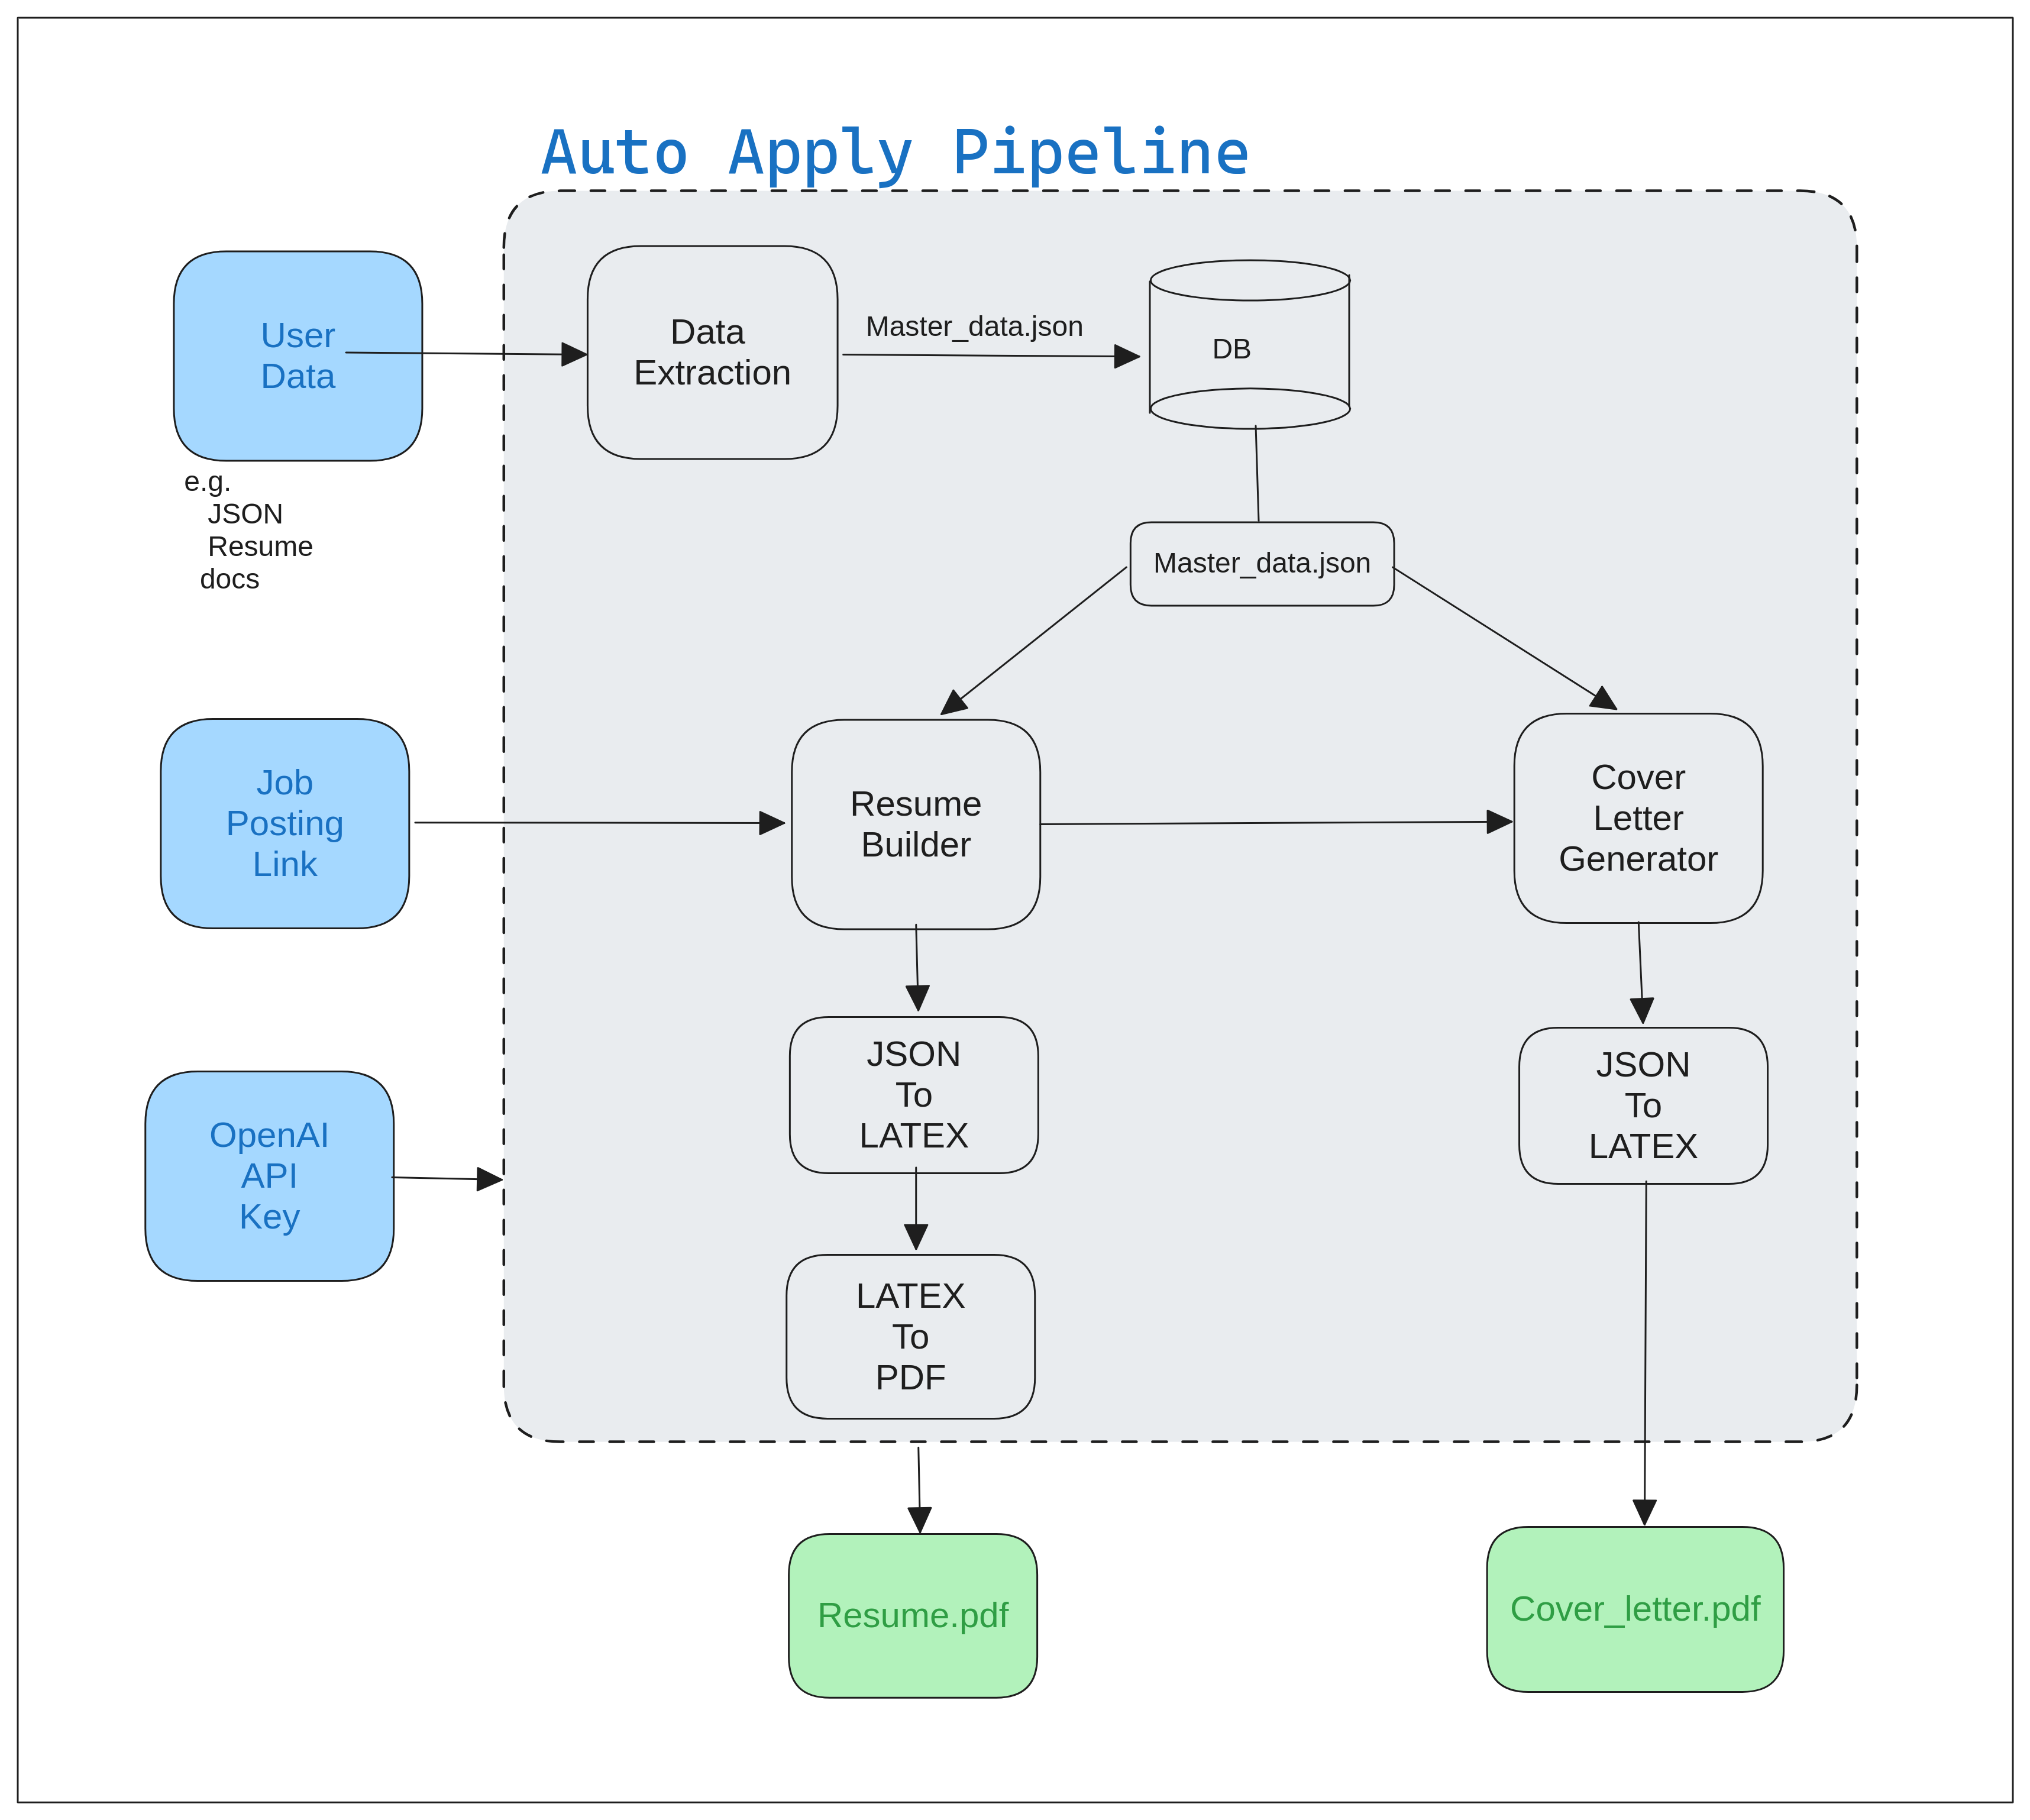 Auto Apply Pipeline
User
Data
e.g.
JSON
Resume
docs
Data
Extraction
Master_data.json
DB
Master_data.json
Job
Posting
Link
Resume
Builder
Cover
Letter
Generator
OpenAI
API
Key
JSON
To
LATEX
JSON
To
LATEX
LATEX
To
PDF
Resume.pdf
Cover_letter.pdf